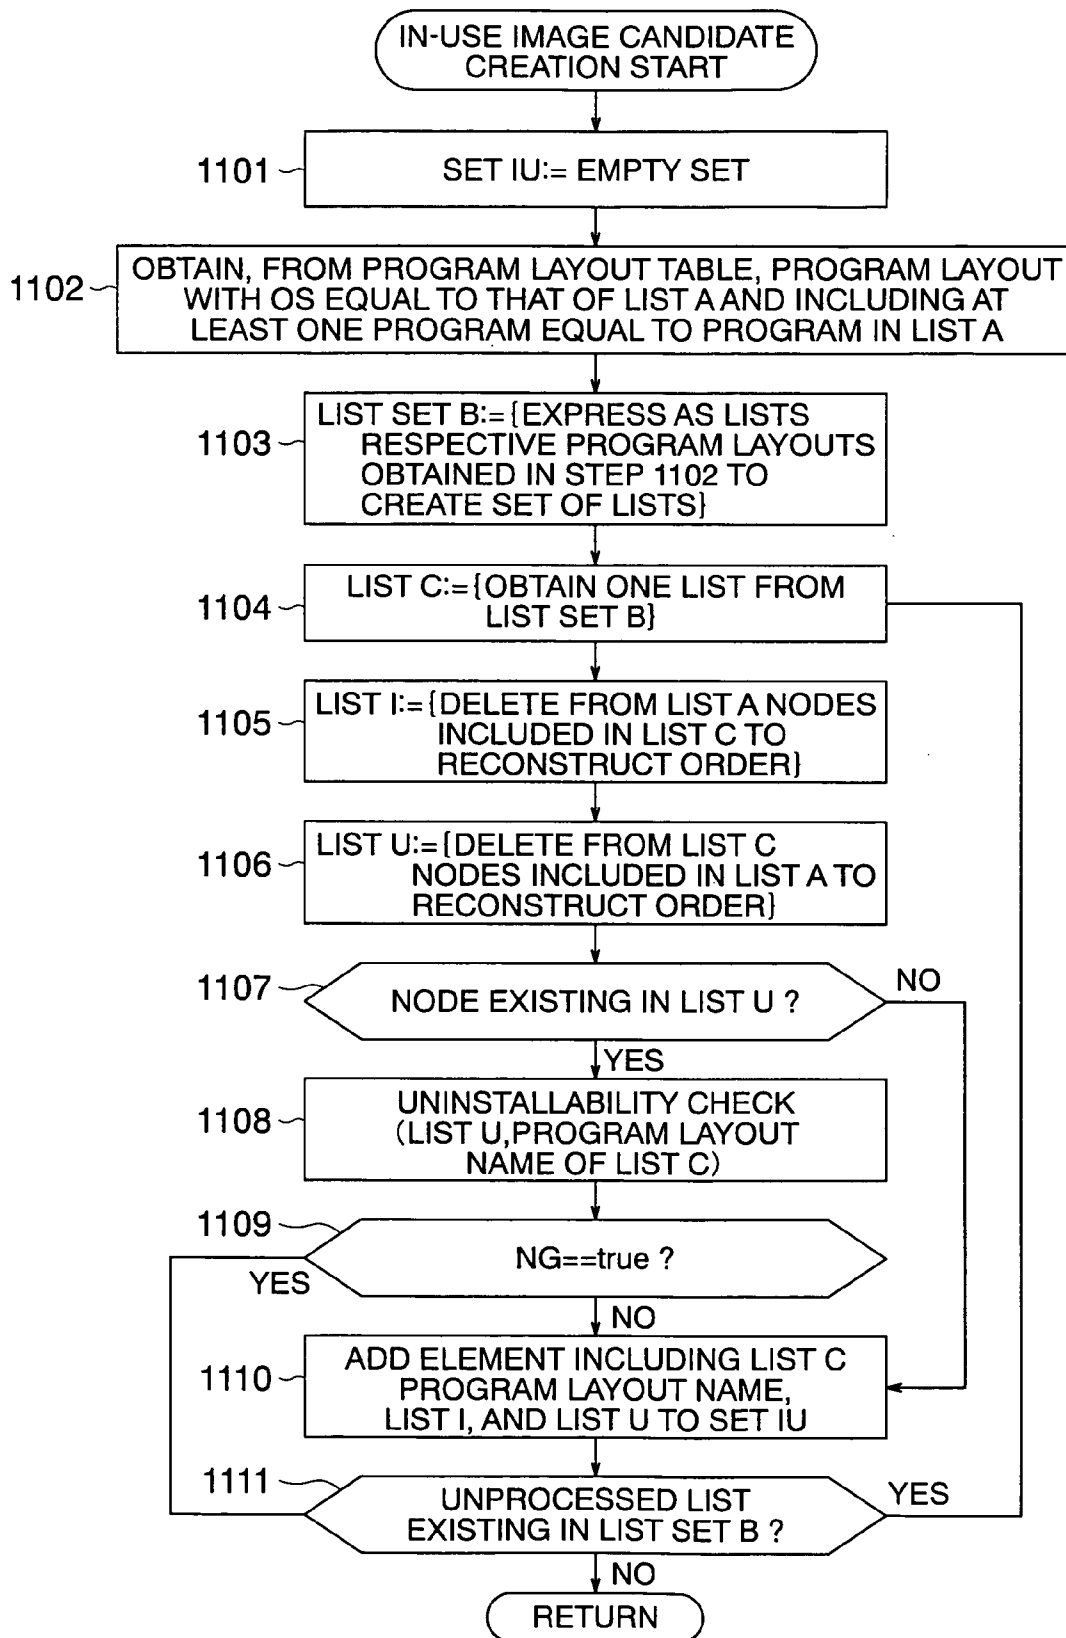 IN-USE IMAGE CANDIDATE
CREATION START
1101
SET IU:= EMPTY SET
1102
OBTAIN, FROM PROGRAM LAYOUT TABLE, PROGRAM LAYOUT
WITH OS EQUAL TO THAT OF LIST A AND INCLUDING AT
LEAST ONE PROGRAM EQUAL TO PROGRAM IN LIST A
1103
LIST SET B:={EXPRESS AS LISTS
RESPECTIVE PROGRAM LAYOUTS
OBTAINED IN STEP 1102 TO
CREATE SET OF LISTS}
1104
LIST C:={OBTAIN ONE LIST FROM
LIST SET B}
1105
LIST I:={DELETE FROM LIST A NODES
INCLUDED IN LIST C TO
RECONSTRUCT ORDER}
1106
LIST U:={DELETE FROM LIST C
NODES INCLUDED IN LIST A TO
RECONSTRUCT ORDER}
1107
NODE EXISTING IN LIST U ?
NO
YES
1108
UNINSTALLABILITY CHECK
(LIST U,PROGRAM LAYOUT
NAME OF LIST C)
1109
NG==true ?
YES
NO
1110
ADD ELEMENT INCLUDING LIST C
PROGRAM LAYOUT NAME,
LIST I, AND LIST U TO SET IU
1111
UNPROCESSED LIST
EXISTING IN LIST SET B ?
YES
NO
RETURN